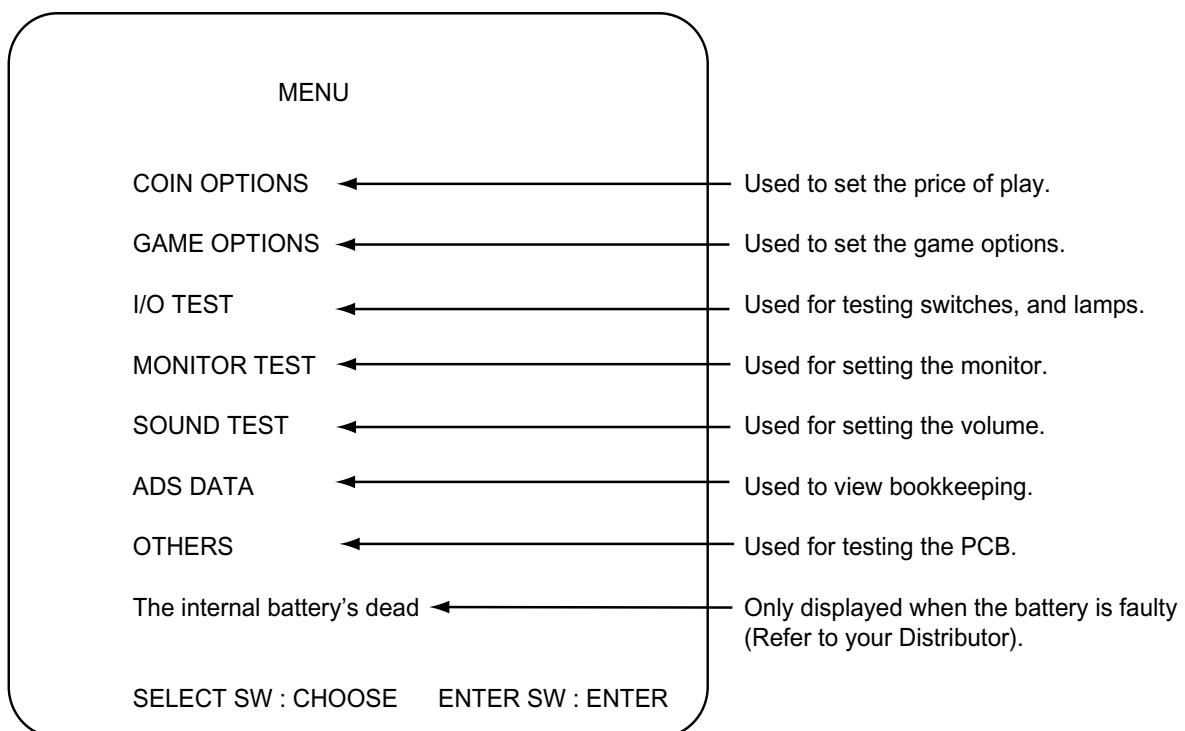 MENU
COIN OPTIONS Used to set the price of play.
GAME OPTIONS Used to set the game options.
I/O TEST Used for testing switches, and lamps.
MONITOR TEST Used for setting the monitor.
SOUND TEST Used for setting the volume.
ADS DATA Used to view bookkeeping.
OTHERS Used for testing the PCB.
The internal battery’s dead Only displayed when the battery is faulty
(Refer to your Distributor).
SELECT SW : CHOOSE ENTER SW : ENTER